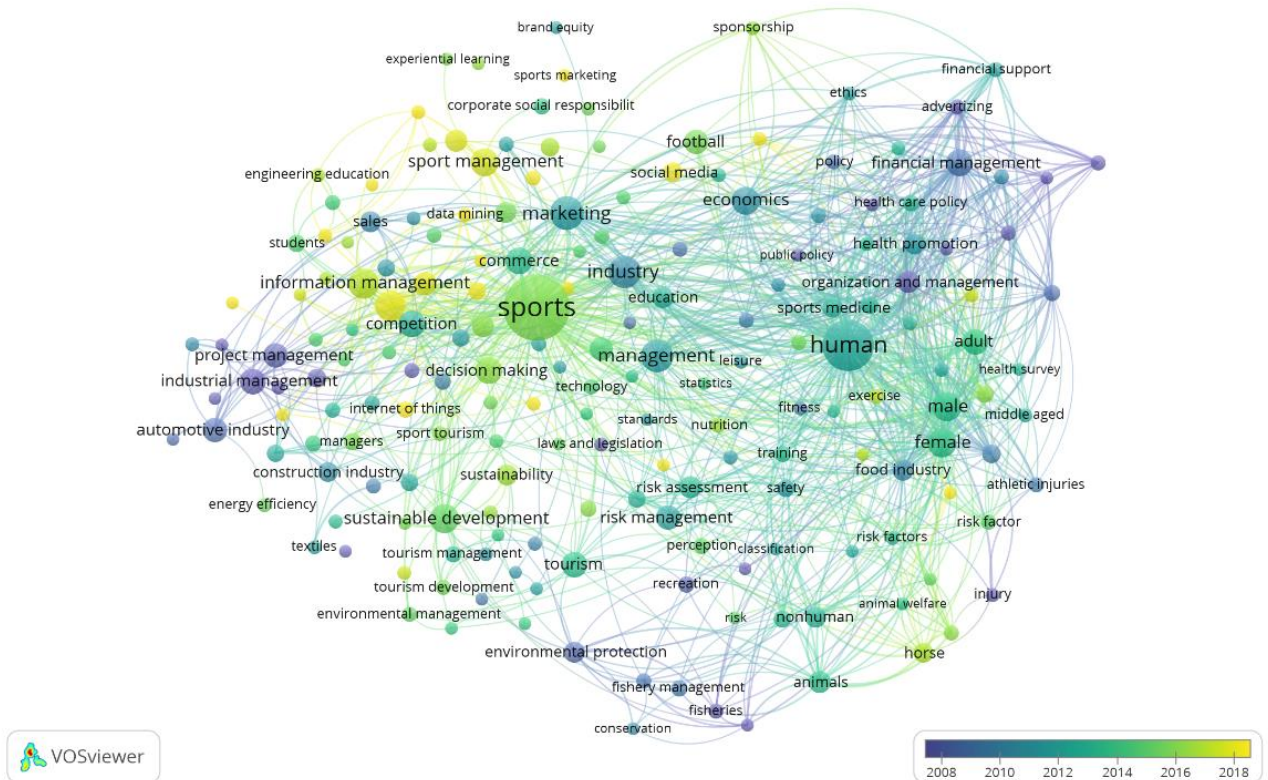 brand equity
sponsorship
experiential learning
financial support
sports marketing
ethics
corporate social responsibilit
advertizing
football
sport management
policy
financial management
engineering education
social media
economics
health care policy
data mining
marketing
sales
students
health promotion
public policy
commerce
industry
information management
organization and management
education
sports
sports medicine
competition
human
adult
project management
management
leisure
decision making
health survey
industrial management
technology
statistics
exercise
internet of things
fitness
male
middle aged
standards
nutrition
automotive industry
managers
sport tourism
laws and legislation
female
training
construction industry
sustainability
food industry
risk assessment
safety
athletic injuries
energy efficiency
sustainable development
risk management
risk factor
textiles
perception
classification
risk factors
tourism management
tourism
recreation
tourism development
injury
animal welfare
environmental management
risk
nonhuman
environmental protection
horse
fishery management
animals
fisheries
conservation
VOSviewer
2008 2010 2012 2014 2016 2018